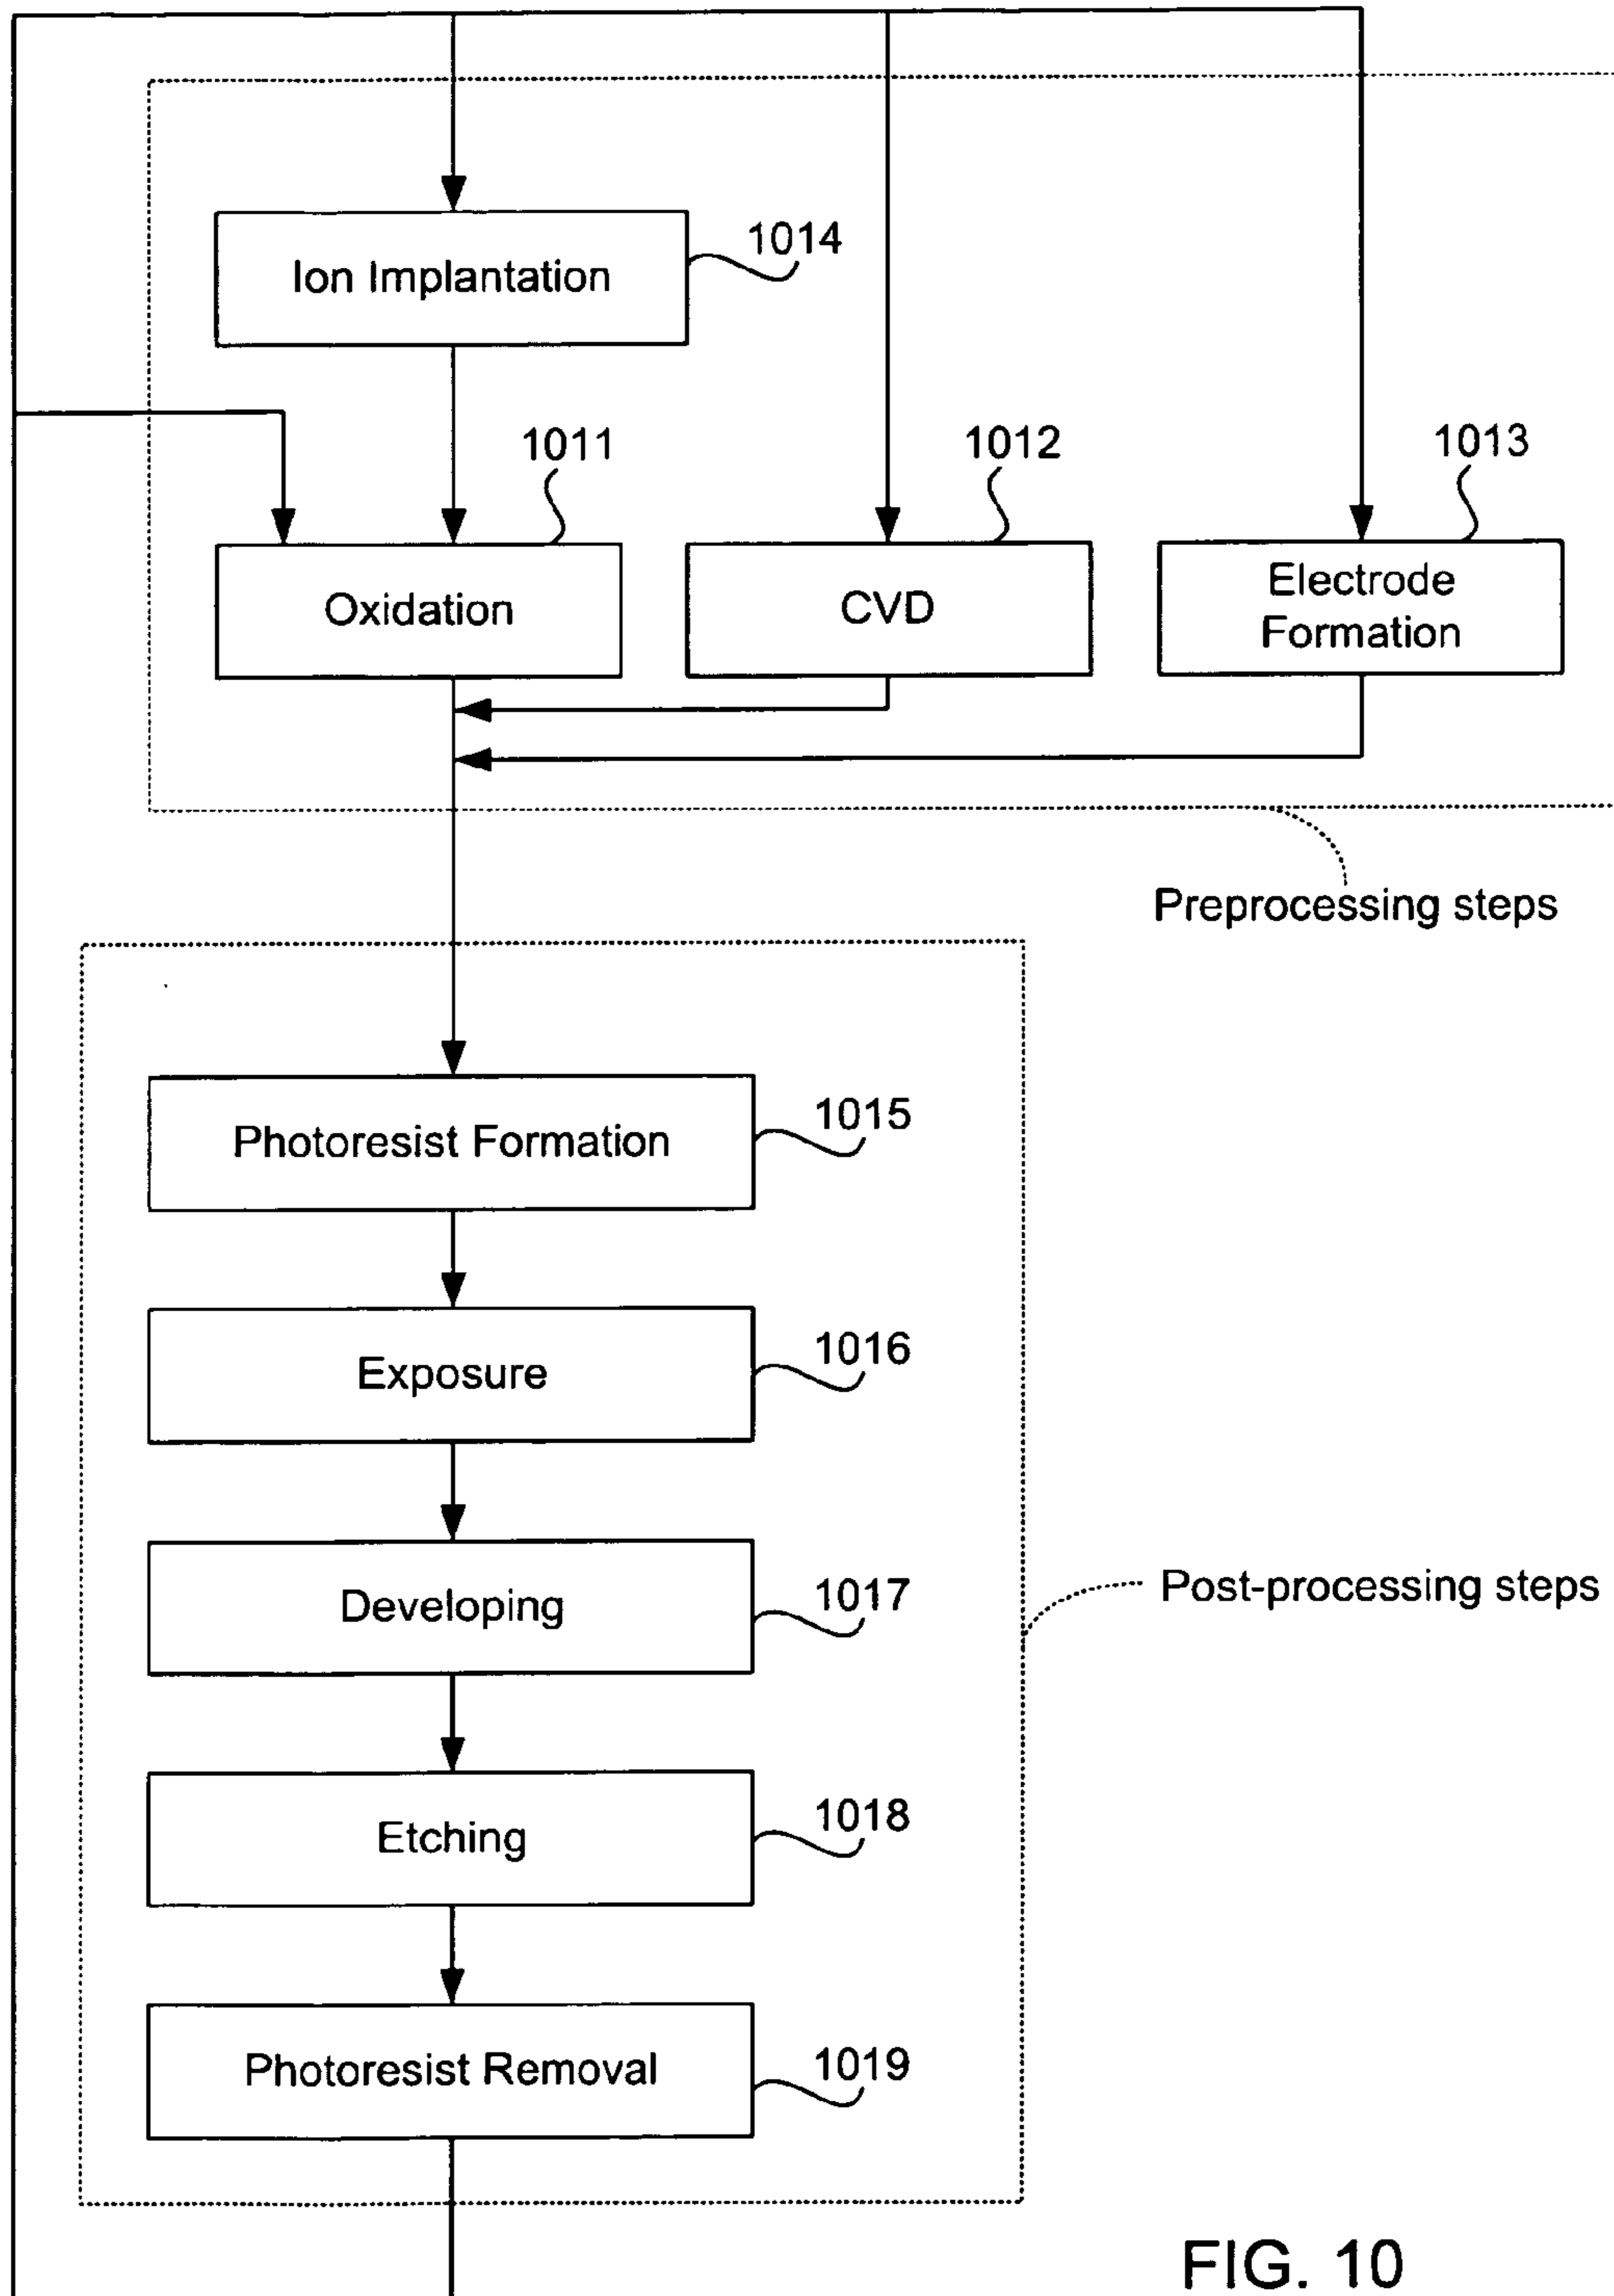 1014
Ion Implantation
1011
1012
1013
Oxidation
CVD
Electrode
Formation
Preprocessing steps
1015
Photoresist Formation
1016
Exposure
1017
Developing
Post-processing steps
1018
Etching
1019
Photoresist Removal
FIG. 10